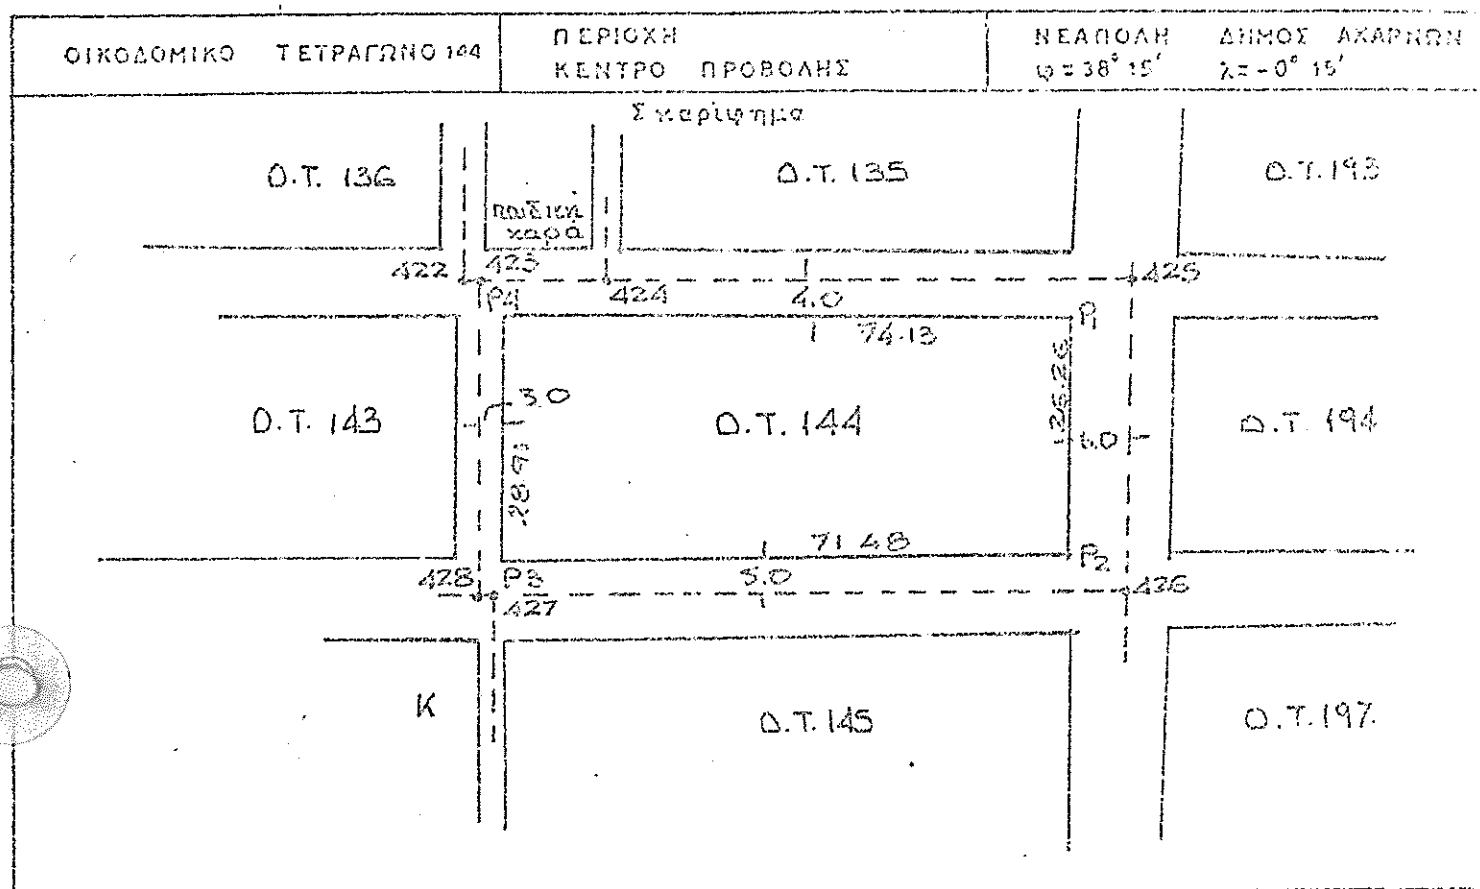 ΟΙΚΟΔΟΜΙΚΟ ΤΕΤΡΑΓΩΝΟ 144
ΠΕΡΙΟΧΗ
ΚΕΝΤΡΟ ΠΡΟΒΟΛΗΣ
ΝΕΑΠΟΛΗ ΔΗΜΟΣ ΑΧΑΡΝΩΝ
φ=38° 15' λ=-0° 15'
Σκαρίφημα
Ο.Τ. 136
παιδική
χαρά
Ο.Τ. 135
Ο.Τ. 193
422
423
424
4.0
425
P4
P1
74.13
Ο.Τ. 143
3.0
28.91
Ο.Τ. 144
26.26
6.0
Ο.Τ. 194
71.48
428
P3
427
5.0
P2
426
Κ
Ο.Τ. 145
Ο.Τ. 197